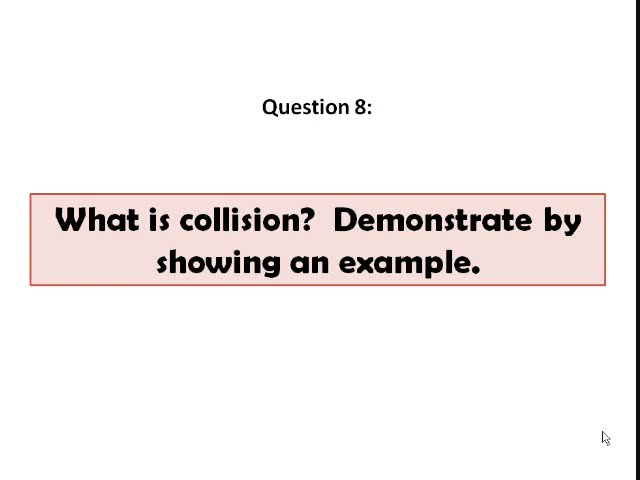 Question 8:
What is collision?  Demonstrate by
showing an example.